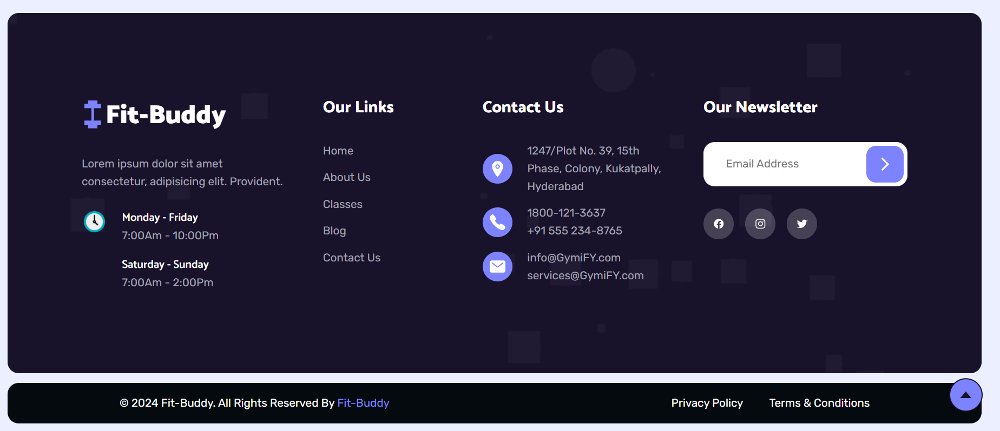 Fit-Buddy
Lorem ipsum dolor sit amet
consectetur, adipisicing elit. Provident.
Monday - Friday
7:00Am - 10:00Pm
Saturday - Sunday
7:00Am - 2:00Pm
Our Links
Home
About Us
Classes
Blog
Contact Us
Contact Us
1247/Plot No. 39, 15th
Phase, Colony, Kukatpally,
Hyderabad
1800-121-3637
+91 555 234-8765
info@GymiFY.com
services@GymiFY.com
Our Newsletter
Email Address
© 2024 Fit-Buddy. All Rights Reserved By Fit-Buddy
Privacy Policy
Terms & Conditions